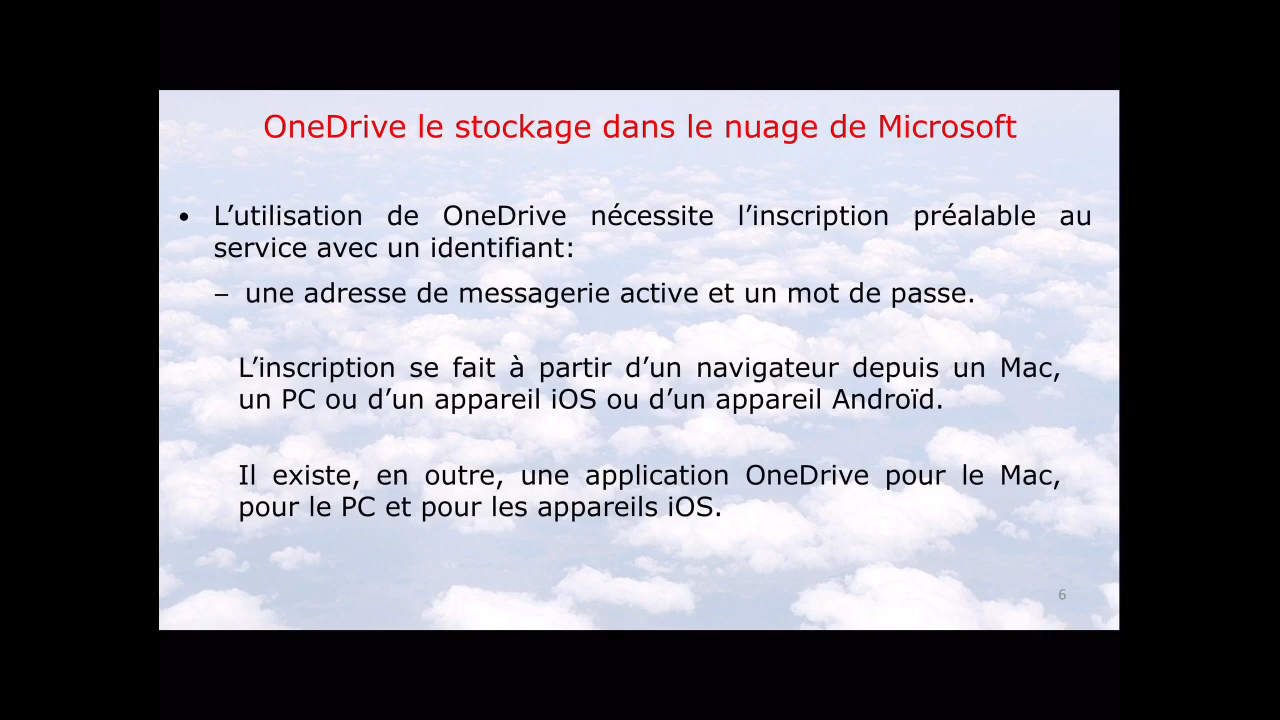 OneDrive le stockage dans le nuage de Microsoft
• L’utilisation de OneDrive nécessite l’inscription préalable au
service avec un identifiant:
– une adresse de messagerie active et un mot de passe.
L’inscription se fait à partir d’un navigateur depuis un Mac,
un PC ou d’un appareil iOS ou d’un appareil Androïd.
Il existe, en outre, une application OneDrive pour le Mac,
pour le PC et pour les appareils iOS.
6